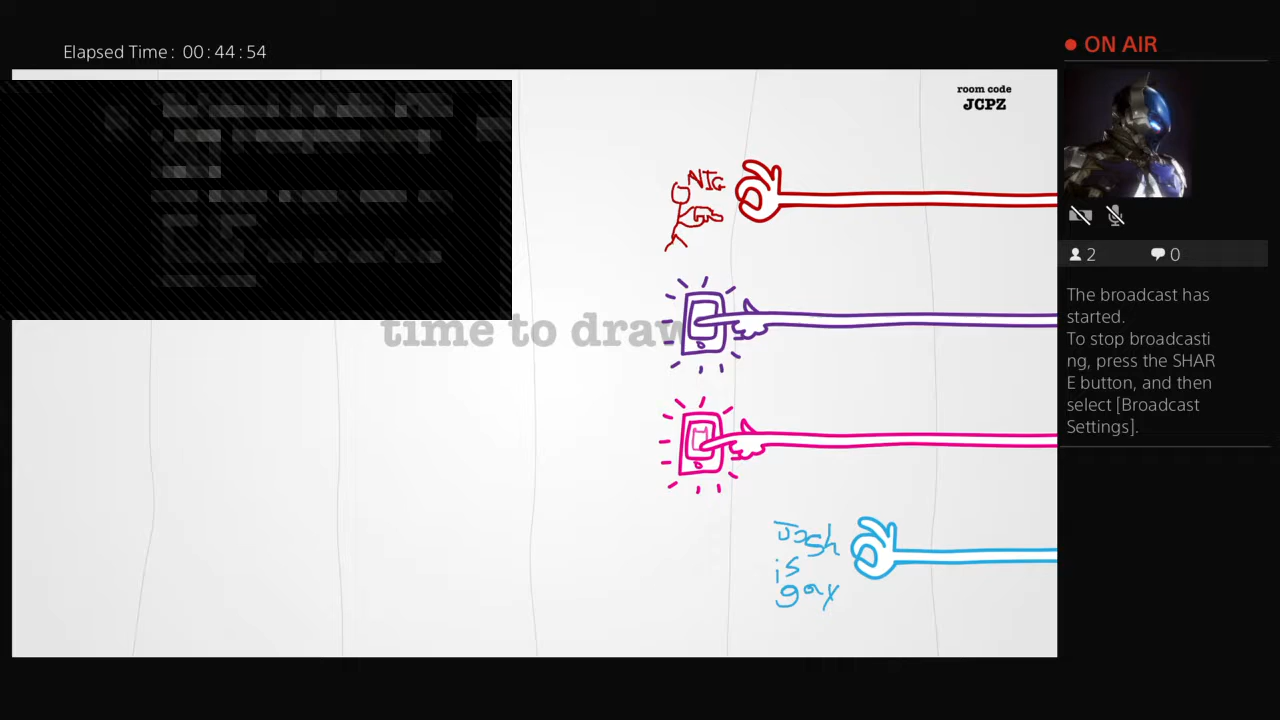 Elapsed Time: 00:44:54
ON AIR
room code
JCPZ
NIG
time to draw
2
0
The broadcast has
started.
To stop broadcasti
ng, press the SHAR
E button, and then
select [Broadcast
Settings].
Josh
is
gay